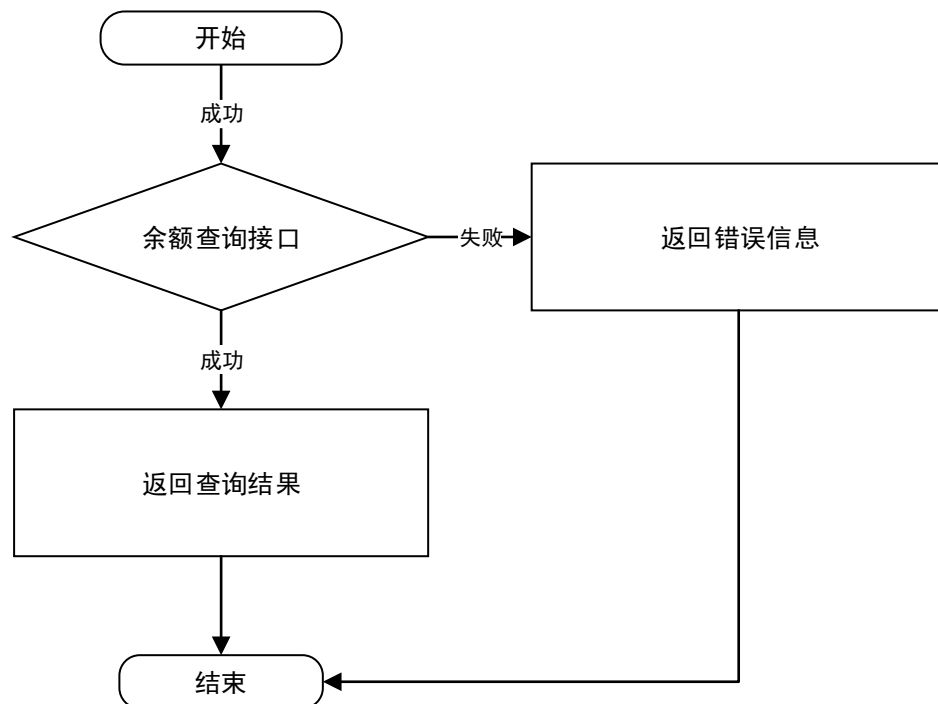 开始
成功
余额查询接口
失败
返回错误信息
成功
返回查询结果
结束